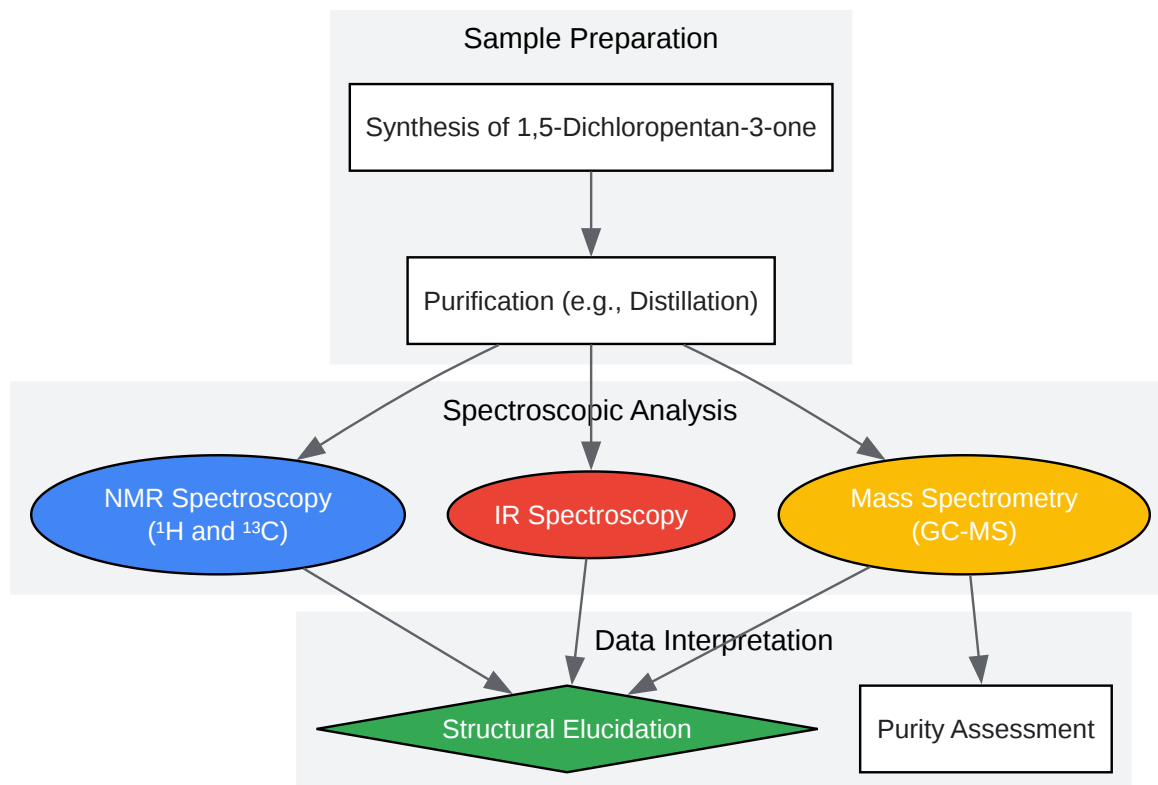 Sample Preparation
Synthesis of 1,5-Dichloropentan-3-one
Purification (e.g., Distillation)
Spectroscopic Analysis
NMR Spectroscopy
(¹H and ¹³C)
IR Spectroscopy
Mass Spectrometry
(GC-MS)
Data Interpretation
Structural Elucidation
Purity Assessment